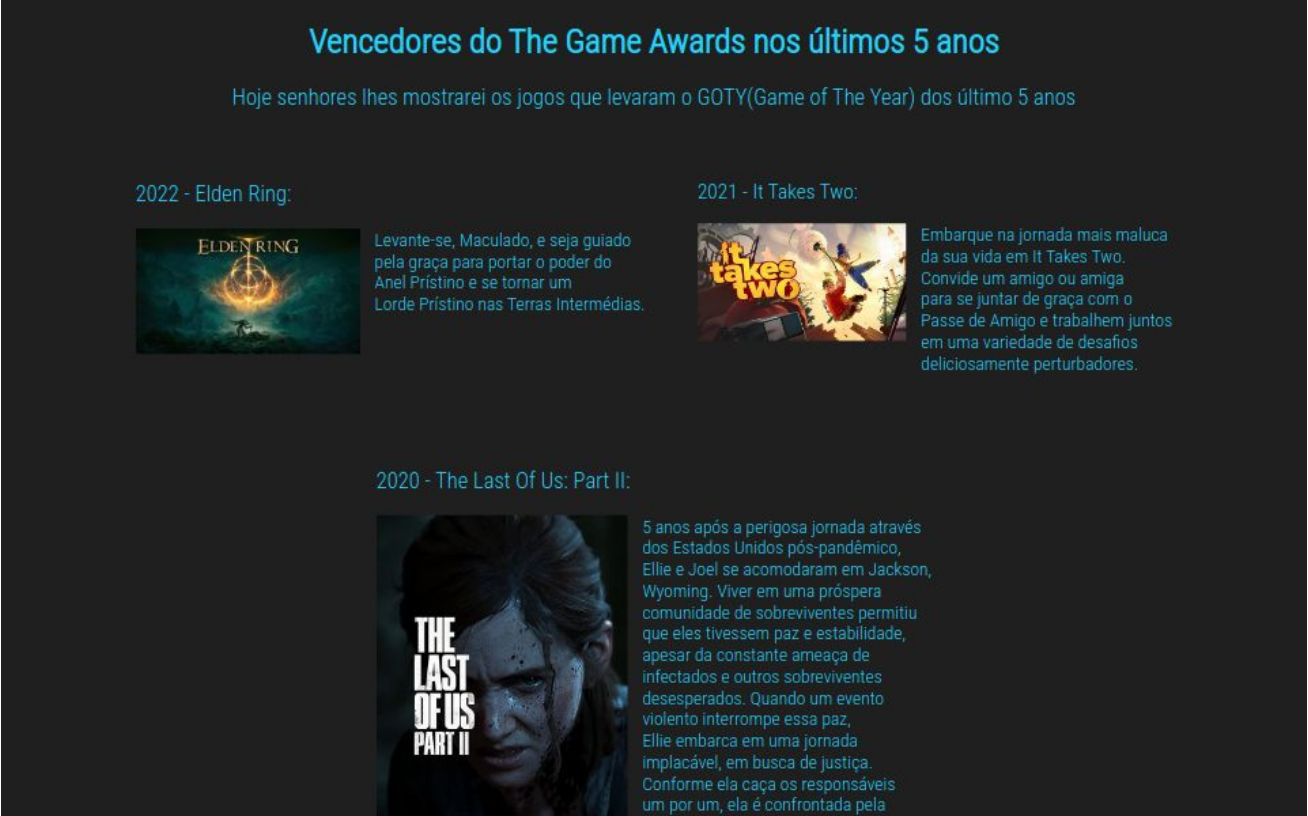 Vencedores do The Game Awards nos últimos 5 anos
Hoje senhores lhes mostrarei os jogos que levaram o GOTY(Game of The Year) dos último 5 anos
2022 - Elden Ring:
ELDEN RING
Levante-se, Maculado, e seja guiado
pela graça para portar o poder do
Anel Prístino e se tornar um
Lorde Prístino nas Terras Intermédias.
2021 - It Takes Two:
it
takes
two
Embarque na jornada mais maluca
da sua vida em It Takes Two.
Convide um amigo ou amiga
para se juntar de graça com o
Passe de Amigo e trabalhem juntos
em uma variedade de desafios
deliciosamente perturbadores.
2020 - The Last Of Us: Part II:
THE
LAST
OF US
PART II
5 anos após a perigosa jornada através
dos Estados Unidos pós-pandêmico,
Ellie e Joel se acomodaram em Jackson,
Wyoming. Viver em uma próspera
comunidade de sobreviventes permitiu
que eles tivessem paz e estabilidade,
apesar da constante ameaça de
infectados e outros sobreviventes
desesperados. Quando um evento
violento interrompe essa paz,
Ellie embarca em uma jornada
implacável, em busca de justiça.
Conforme ela caça os responsáveis
um por um, ela é confrontada pela